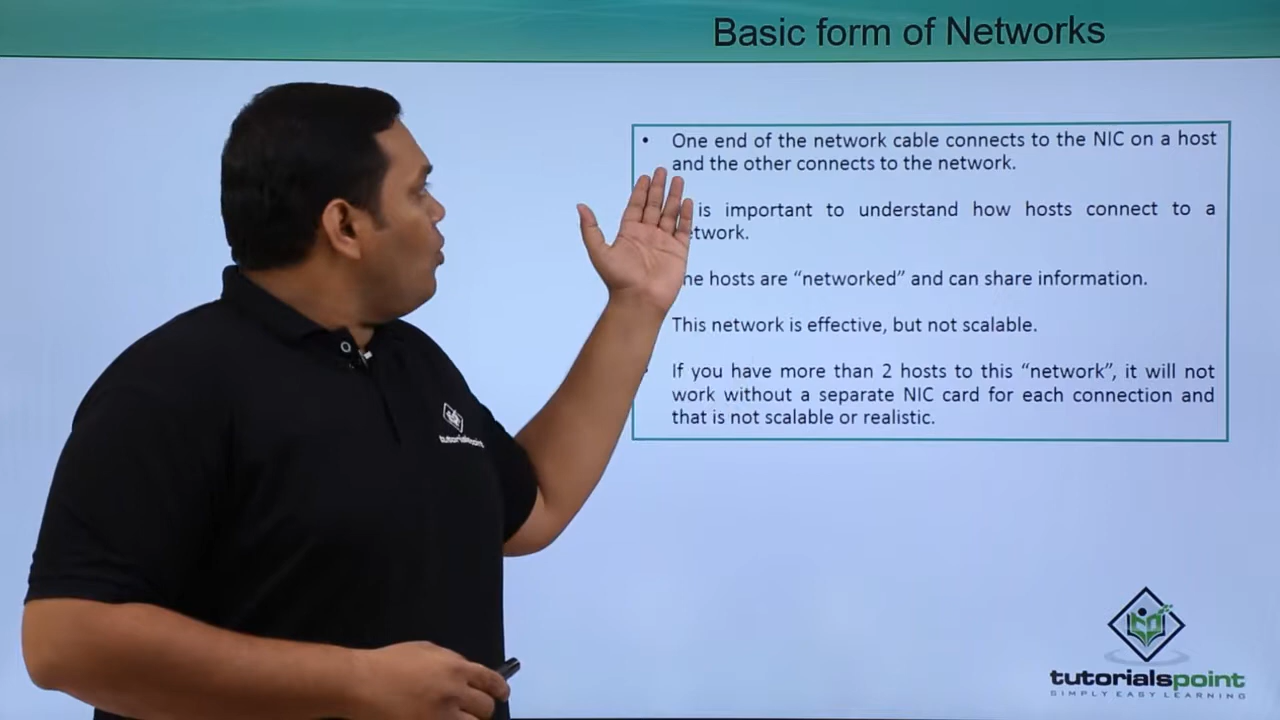 Basic form of Networks
• One end of the network cable connects to the NIC on a host
and the other connects to the network.
is important to understand how hosts connect to a
etwork.
he hosts are “networked” and can share information.
This network is effective, but not scalable.
If you have more than 2 hosts to this “network”, it will not
work without a separate NIC card for each connection and
that is not scalable or realistic.
tutorialspoint
tutorialspoint
SIMPLY EASY LEARNING